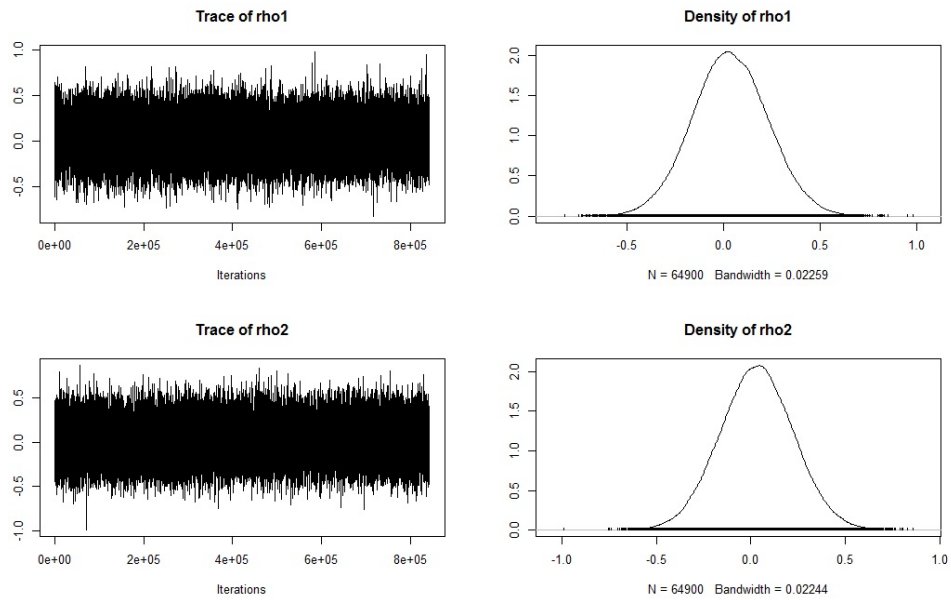 Trace of rho1
1.0
0.5
0.0
-0.5
0e+00 2e+05 4e+05 6e+05 8e+05
Iterations
Density of rho1
2.0
1.5
1.0
0.5
0.0
-0.5 0.0 0.5 1.0
N = 64900 Bandwidth = 0.02259
Trace of rho2
0.5
0.0
-0.5
-1.0
0e+00 2e+05 4e+05 6e+05 8e+05
Iterations
Density of rho2
2.0
1.5
1.0
0.5
0.0
-1.0 -0.5 0.0 0.5 1.0
N = 64900 Bandwidth = 0.02244